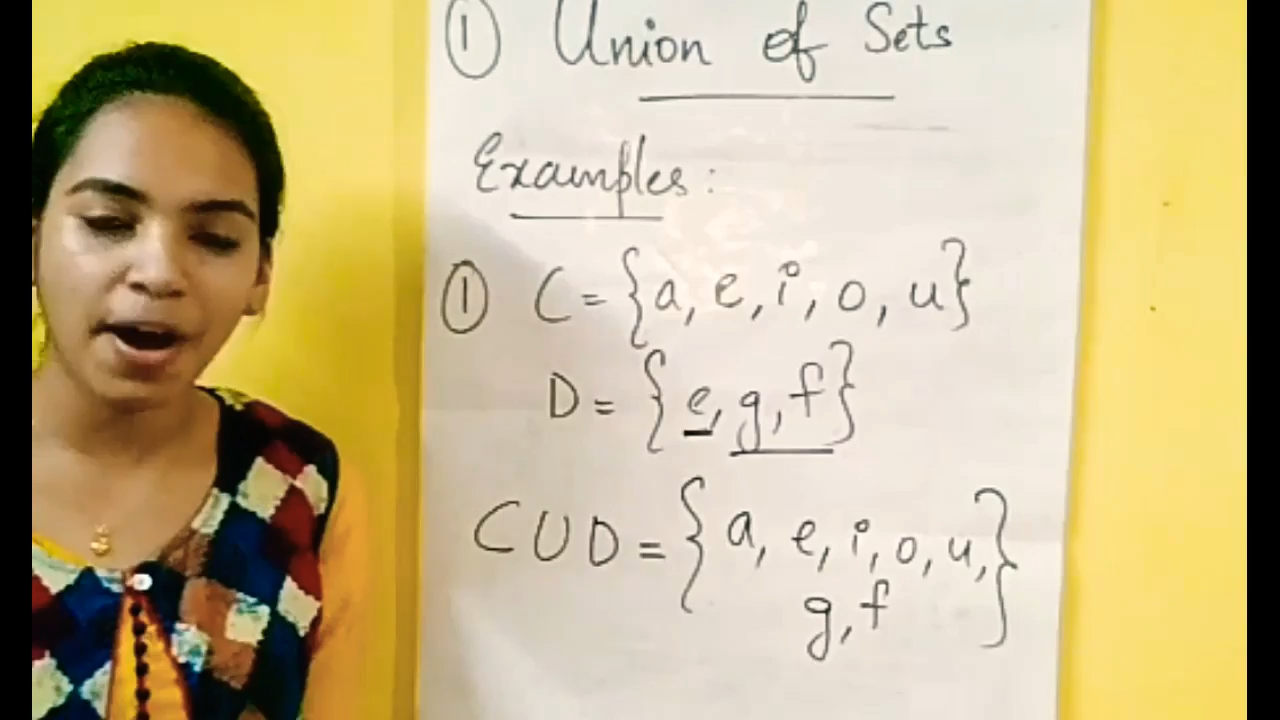 ① Union of Sets
Examples:
① C = {a, e, i, o, u}
D = {e, g, f}
C U D = {a, e, i, o, u,
g, f}